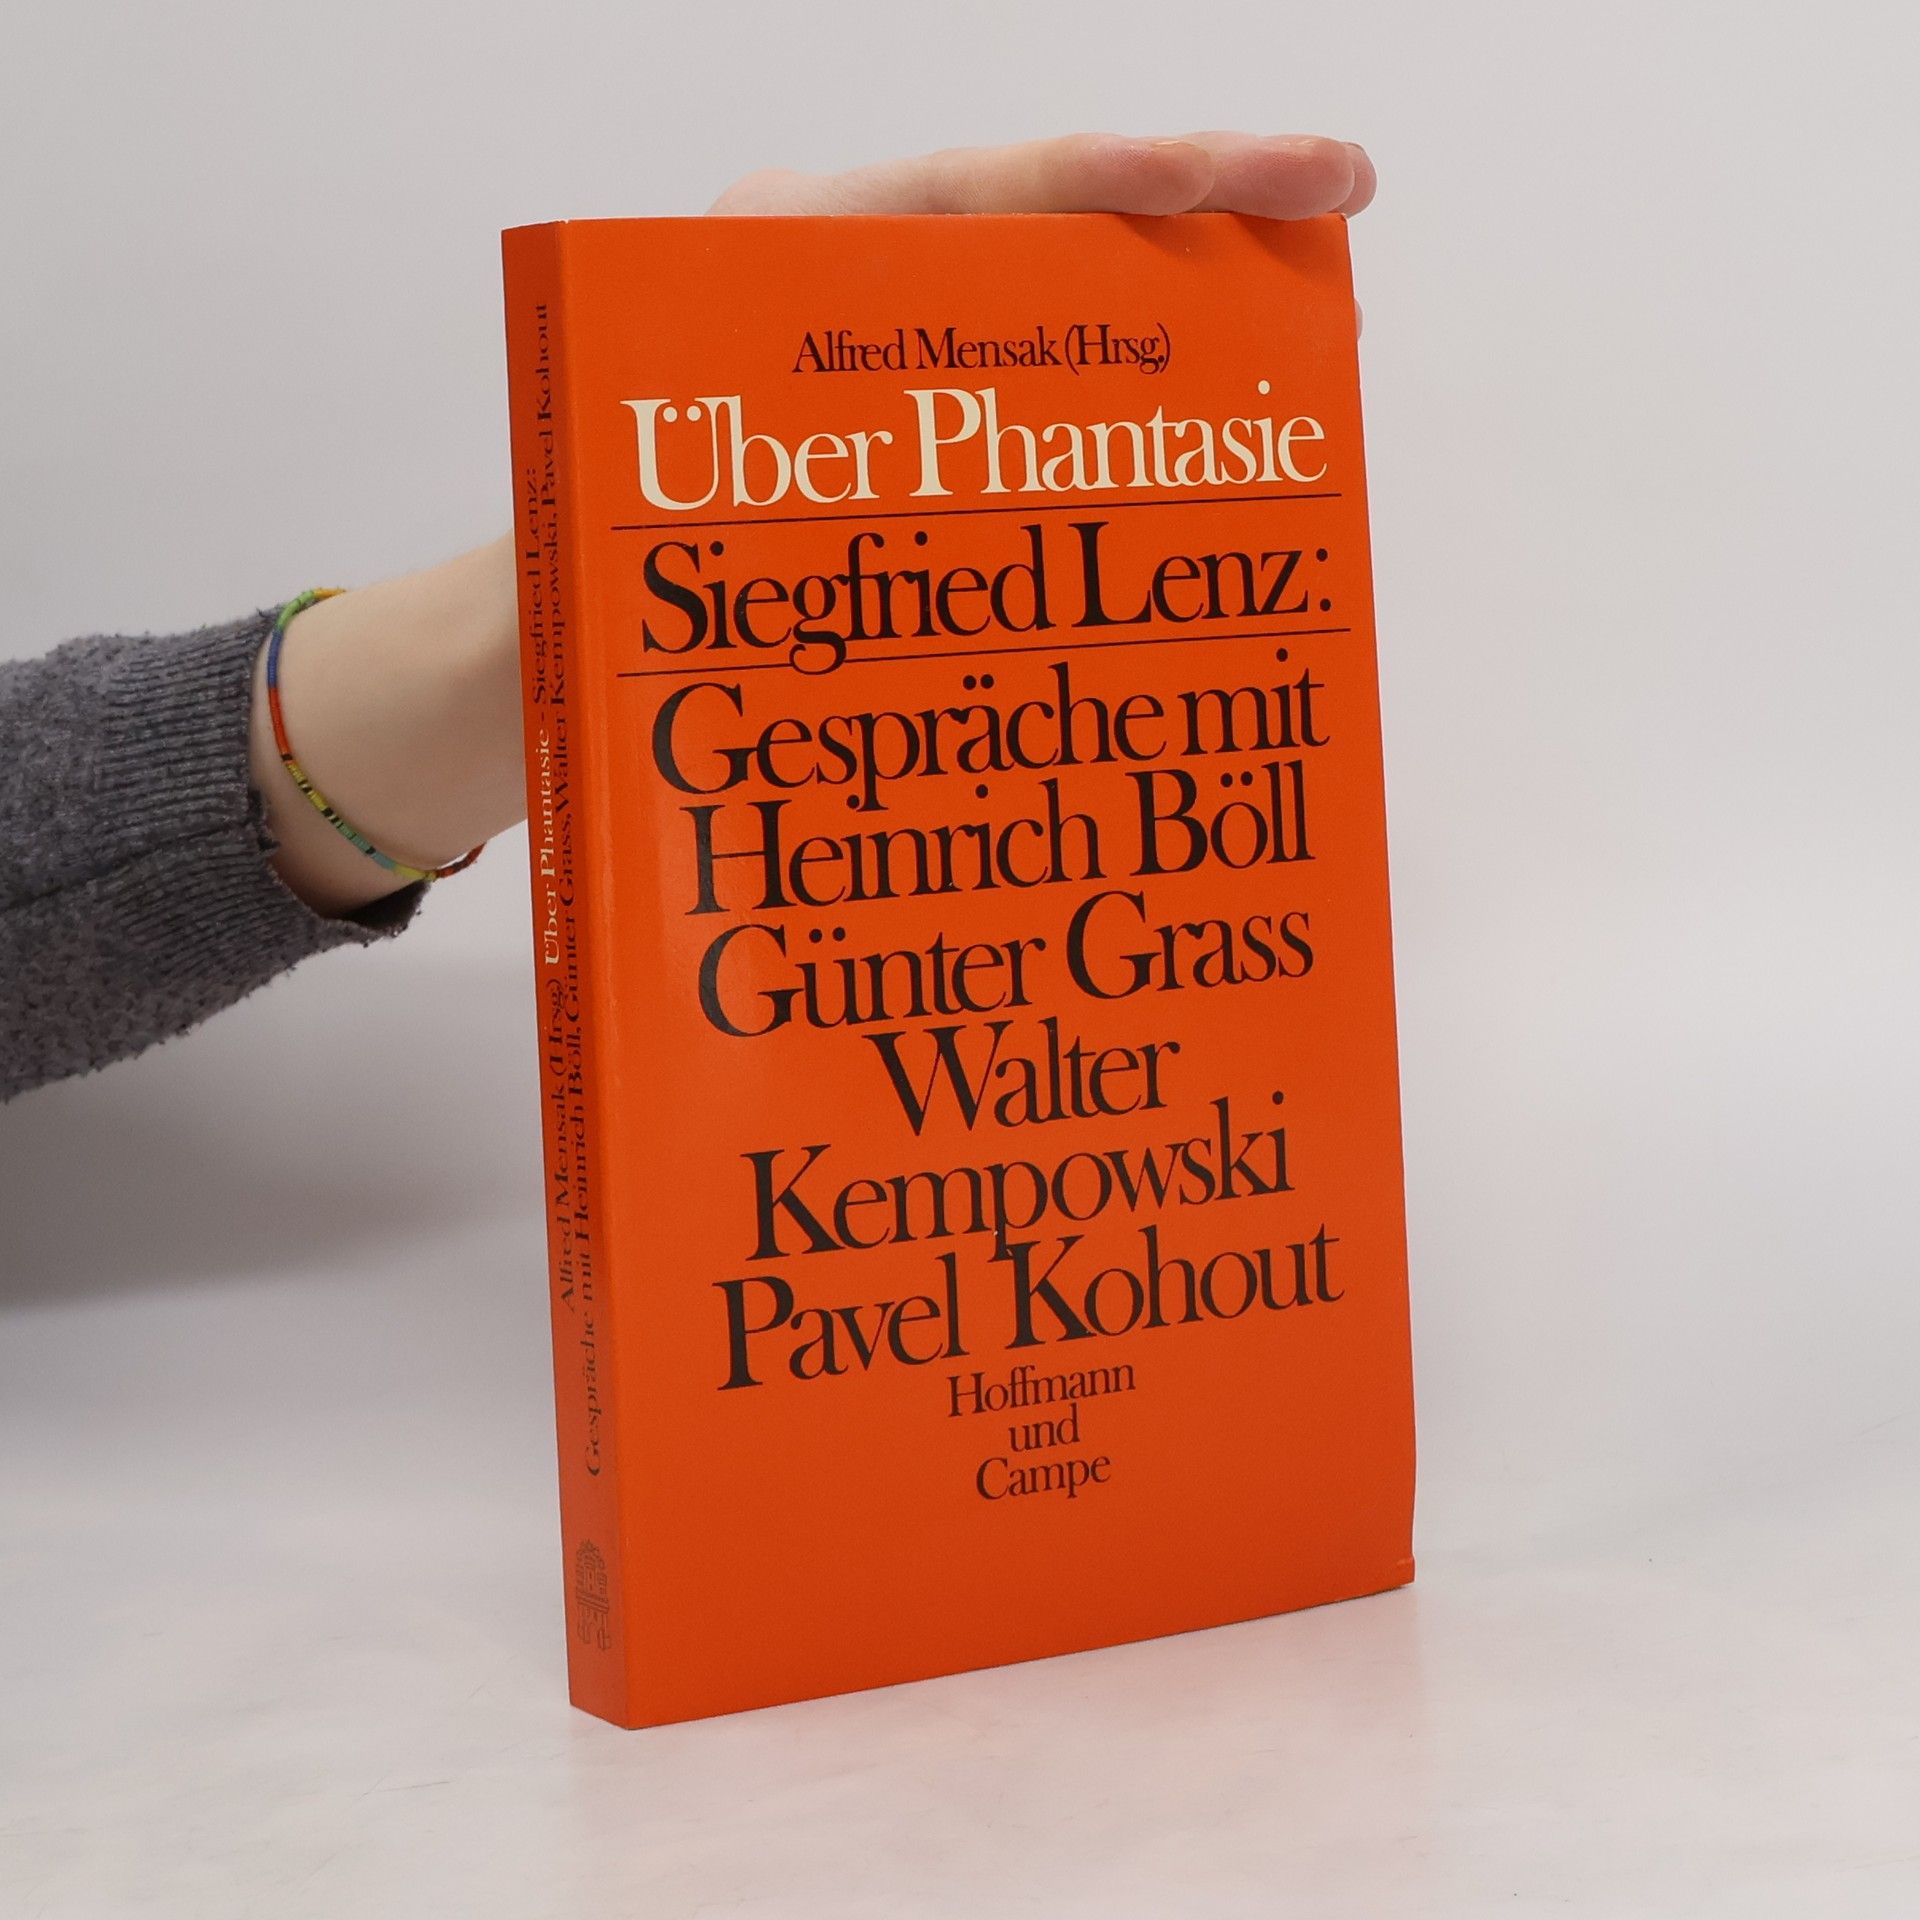 Alfred Mensak (Hrsg.)
Über Phantasie
Siegfried Lenz:
Gespräche mit
Heinrich Böll
Günter Grass
Walter
Kempowski
Pavel Kohout
Hoffmann
und
Campe
Alfred Mensak (Hrsg.) Über Phantasie - Siegfried Lenz:
Gespräche mit Heinrich Böll, Günter Grass, Walter Kempowski, Pavel Kohout